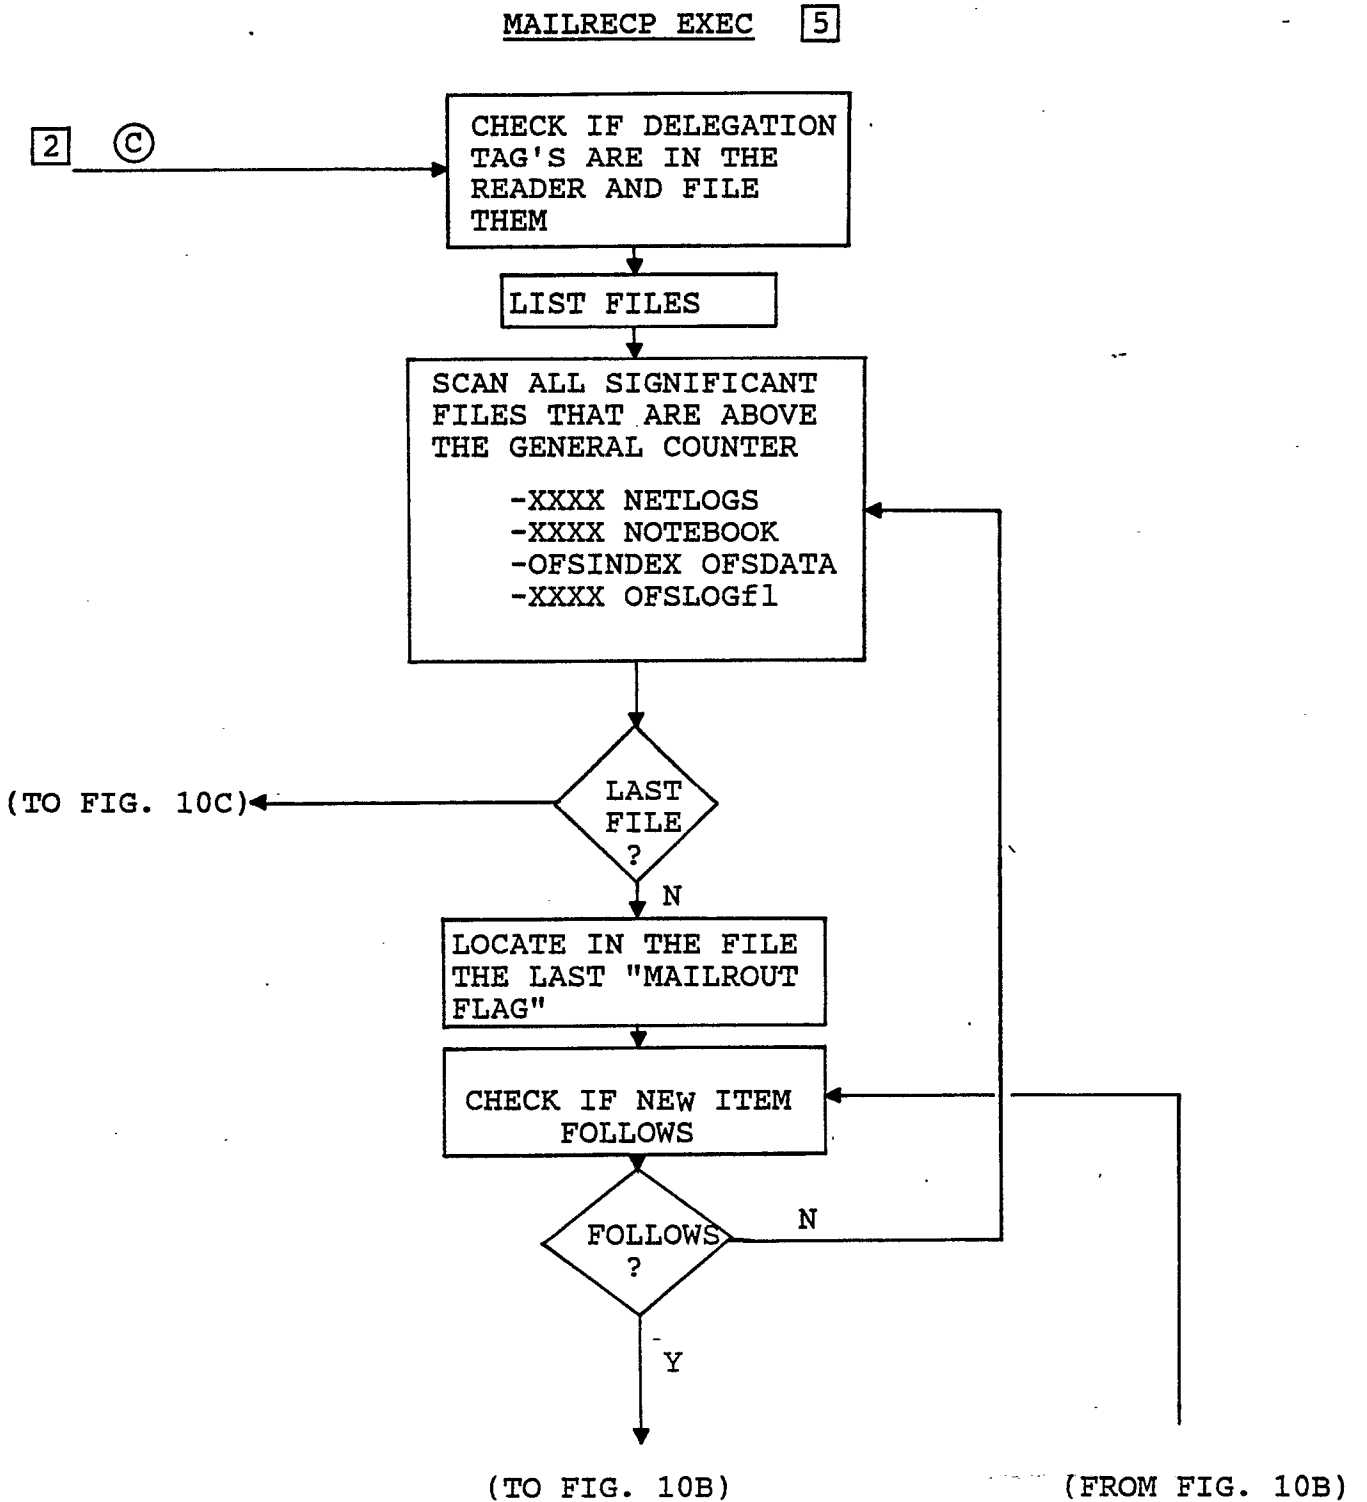 MAILRECP EXEC 5
2 C
CHECK IF DELEGATION
TAG'S ARE IN THE
READER AND FILE
THEM
LIST FILES
SCAN ALL SIGNIFICANT
FILES THAT ARE ABOVE
THE GENERAL COUNTER
-XXXX NETLOGS
-XXXX NOTEBOOK
-OFSINDEX OFSDATA
-XXXX OFSLOGfl
(TO FIG. 10C)
LAST
FILE
?
N
LOCATE IN THE FILE
THE LAST "MAILROUT
FLAG"
CHECK IF NEW ITEM
FOLLOWS
FOLLOWS
?
N
Y
(TO FIG. 10B)
(FROM FIG. 10B)